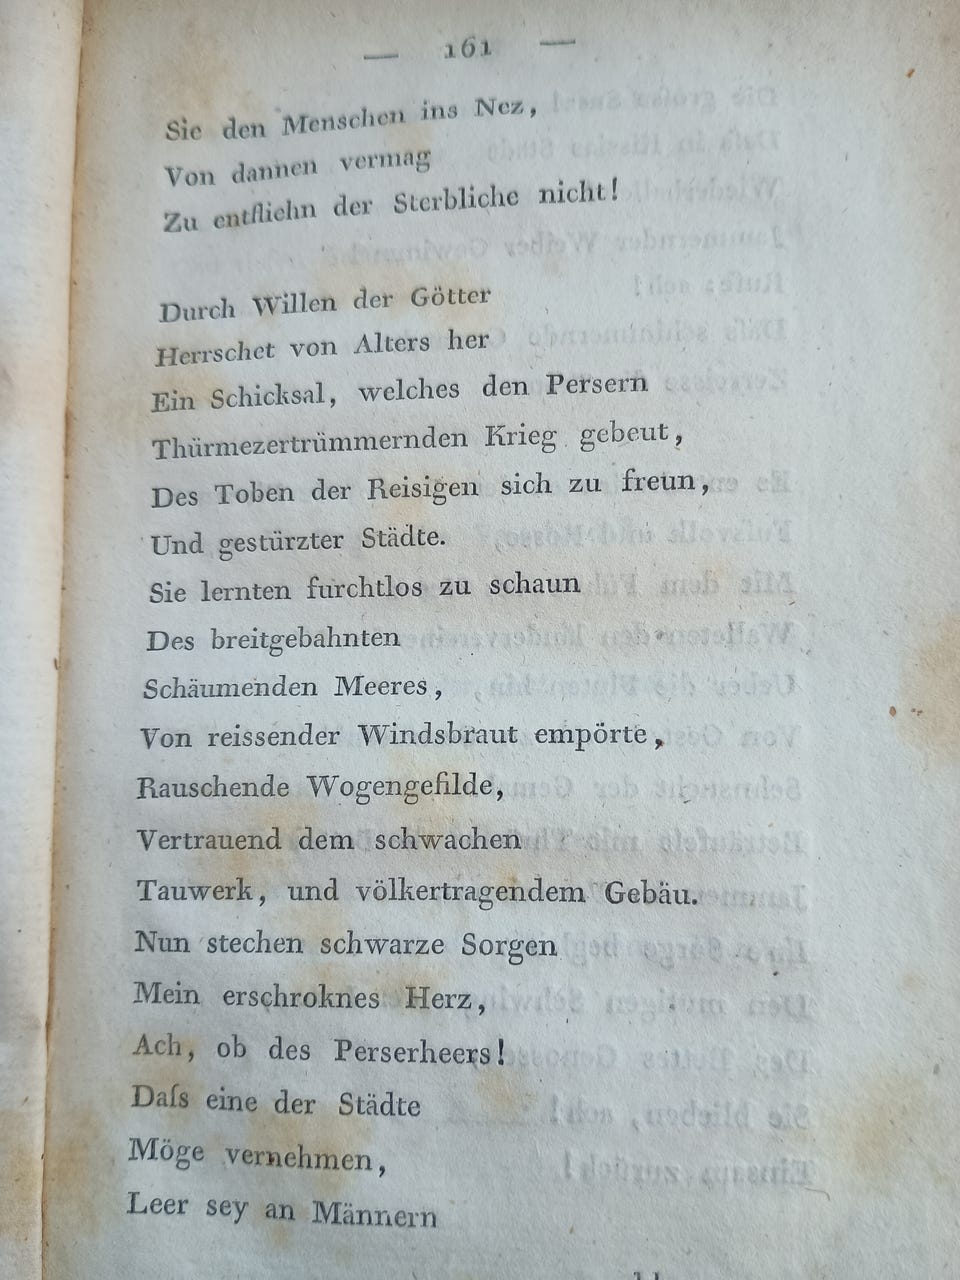 — 161 —
Sie den Menschen ins Nez,
Von dannen vermag
Zu entfliehn der Sterbliche nicht!
Durch Willen der Götter
Herrschet von Alters her
Ein Schicksal, welches den Persern
Thürmezertrümmernden Krieg gebeut,
Des Toben der Reisigen sich zu freun,
Und gestürzter Städte.
Sie lernten furchtlos zu schaun
Des breitgebahnten
Schäumenden Meeres,
Von reissender Windsbraut empörte,
Rauschende Wogengefilde,
Vertrauend dem schwachen
Tauwerk, und völkertragendem Gebäu.
Nun stechen schwarze Sorgen
Mein erschroknes Herz,
Ach, ob des Perserheers!
Daſs eine der Städte
Möge vernehmen,
Leer sey an Männern